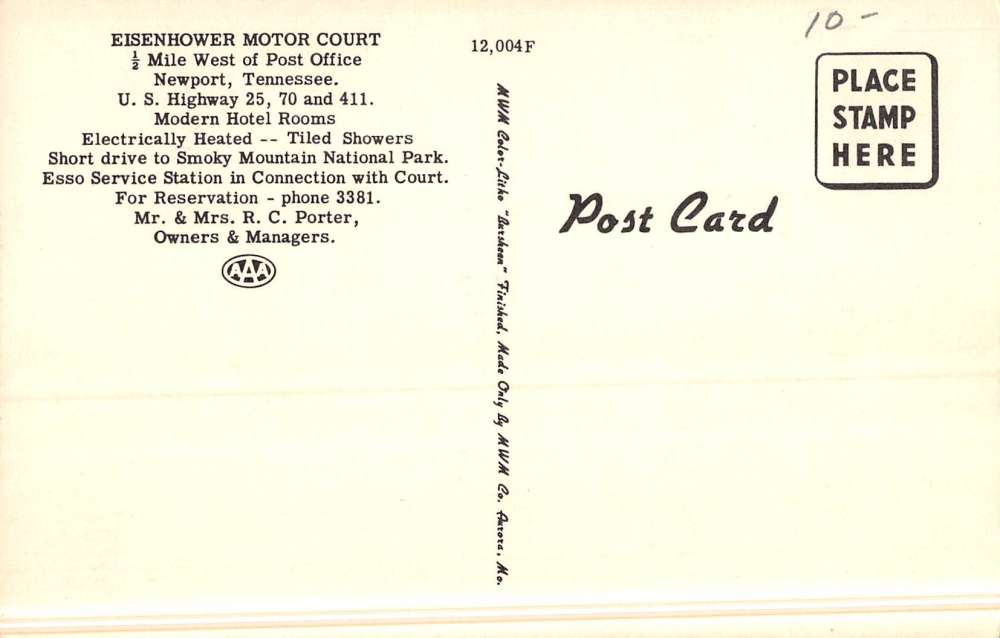 EISENHOWER MOTOR COURT
½ Mile West of Post Office
Newport, Tennessee.
U. S. Highway 25, 70 and 411.
Modern Hotel Rooms
Electrically Heated -- Tiled Showers
Short drive to Smoky Mountain National Park.
Esso Service Station in Connection with Court.
For Reservation - phone 3381.
Mr. & Mrs. R. C. Porter,
Owners & Managers.
AAA
12,004F
MWM Color-Litho "Aursheen" Finished, Made Only By MWM Co. Aurora, Mo.
10-
PLACE
STAMP
HERE
Post Card